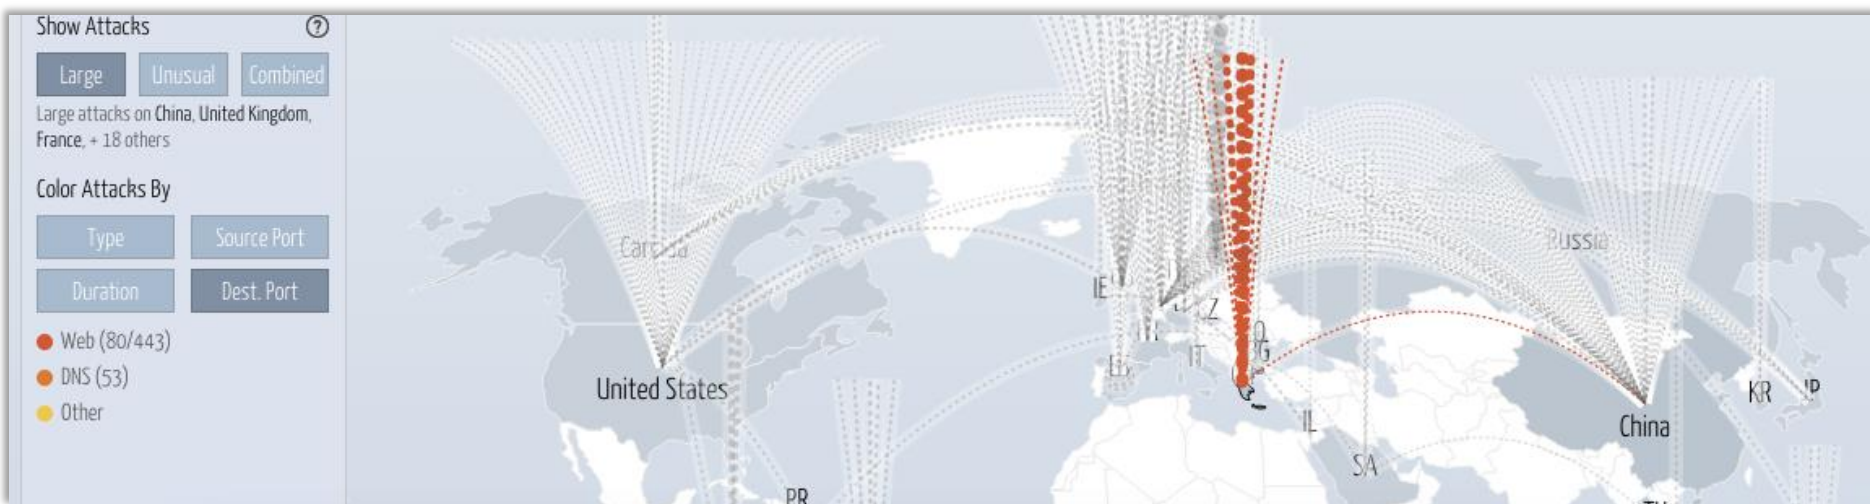 Show Attacks
?
Large
Unusual
Combined
Large attacks on China, United Kingdom,
France, + 18 others
Color Attacks By
Type
Source Port
Duration
Dest. Port
Web (80/443)
DNS (53)
Other
Canada
Russia
IE
IT
United States
China
KR
JP
IL
SA
PR